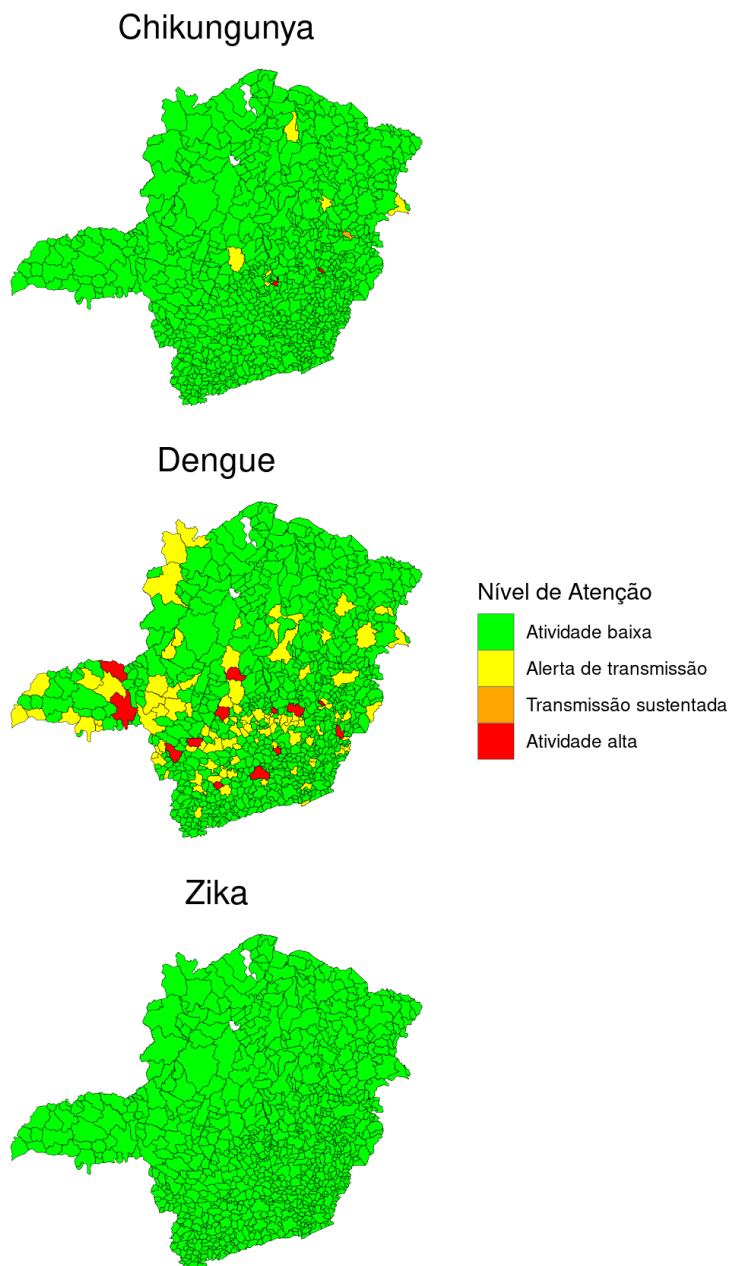 Chikungunya
Dengue
Nível de Atenção
Atividade baixa
Alerta de transmissão
Transmissão sustentada
Atividade alta
Zika